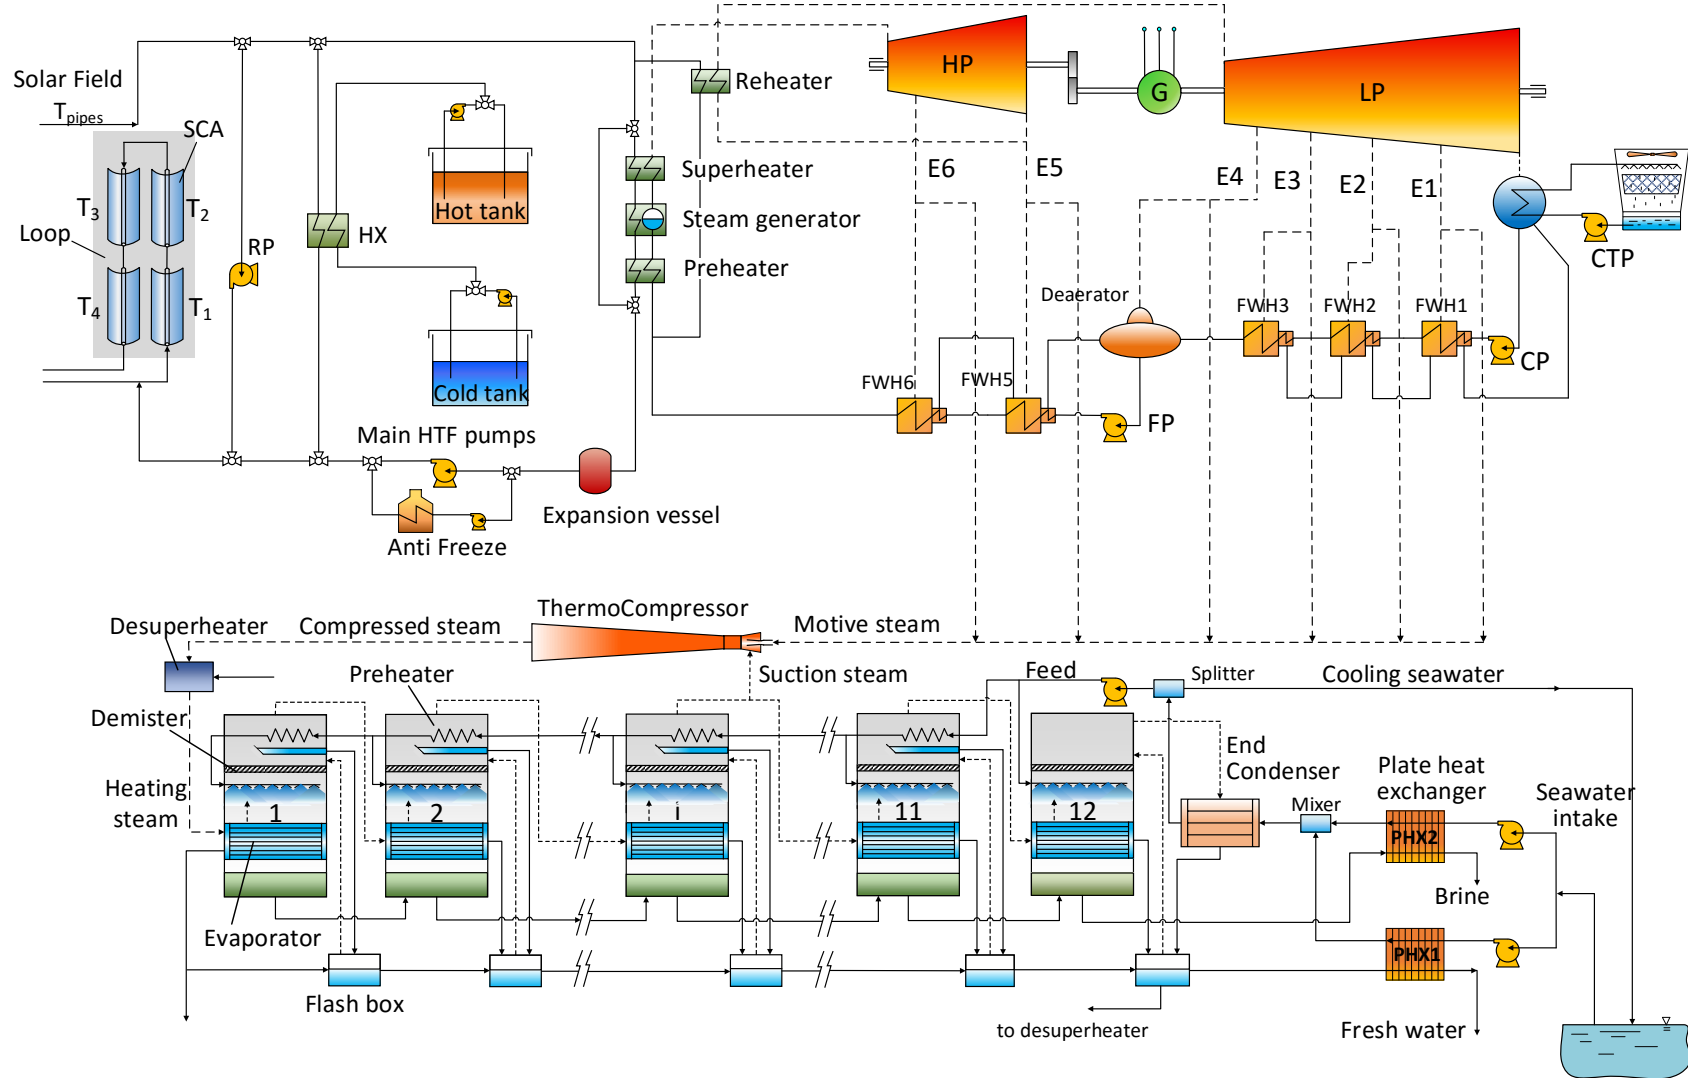 Solar Field
T_pipes
SCA
T3
T2
Loop
T4
T1
RP
HX
Hot tank
Cold tank
Main HTF pumps
Anti Freeze
Expansion vessel
Reheater
Superheater
Steam generator
Preheater
HP
G
LP
E6
E5
E4
E3
E2
E1
CTP
Deaerator
FWH3
FWH2
FWH1
CP
FWH6
FWH5
FP
ThermoCompressor
Desuperheater
Compressed steam
Motive steam
Suction steam
Preheater
Demister
Heating
steam
Feed
Splitter
Cooling seawater
End
Condenser
Mixer
Plate heat
exchanger
Seawater
intake
1
2
i
11
12
PHX2
Brine
Evaporator
PHX1
Flash box
to desuperheater
Fresh water